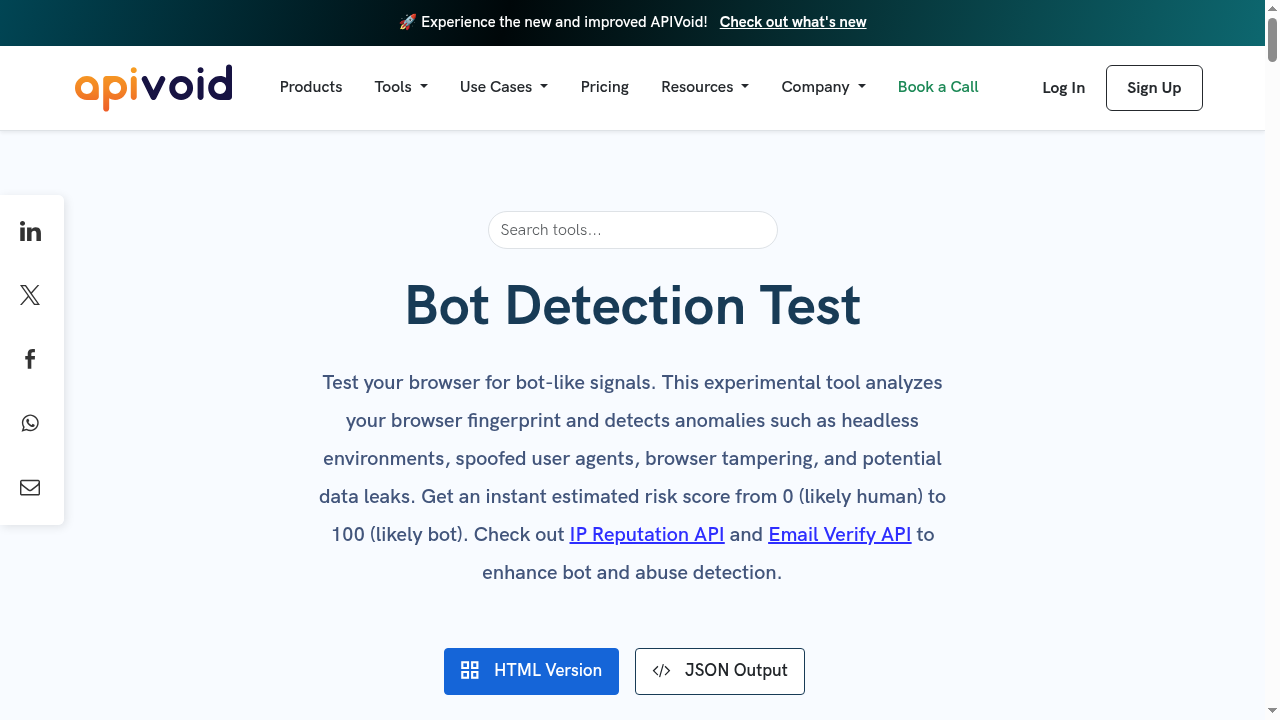 🚀 Experience the new and improved APIVoid! Check out what's new
apivoid
Products
Tools
Use Cases
Pricing
Resources
Company
Book a Call
Log In
Sign Up
Search tools...
Bot Detection Test
Test your browser for bot-like signals. This experimental tool analyzes
your browser fingerprint and detects anomalies such as headless
environments, spoofed user agents, browser tampering, and potential
data leaks. Get an instant estimated risk score from 0 (likely human) to
100 (likely bot). Check out IP Reputation API and Email Verify API to
enhance bot and abuse detection.
HTML Version
JSON Output